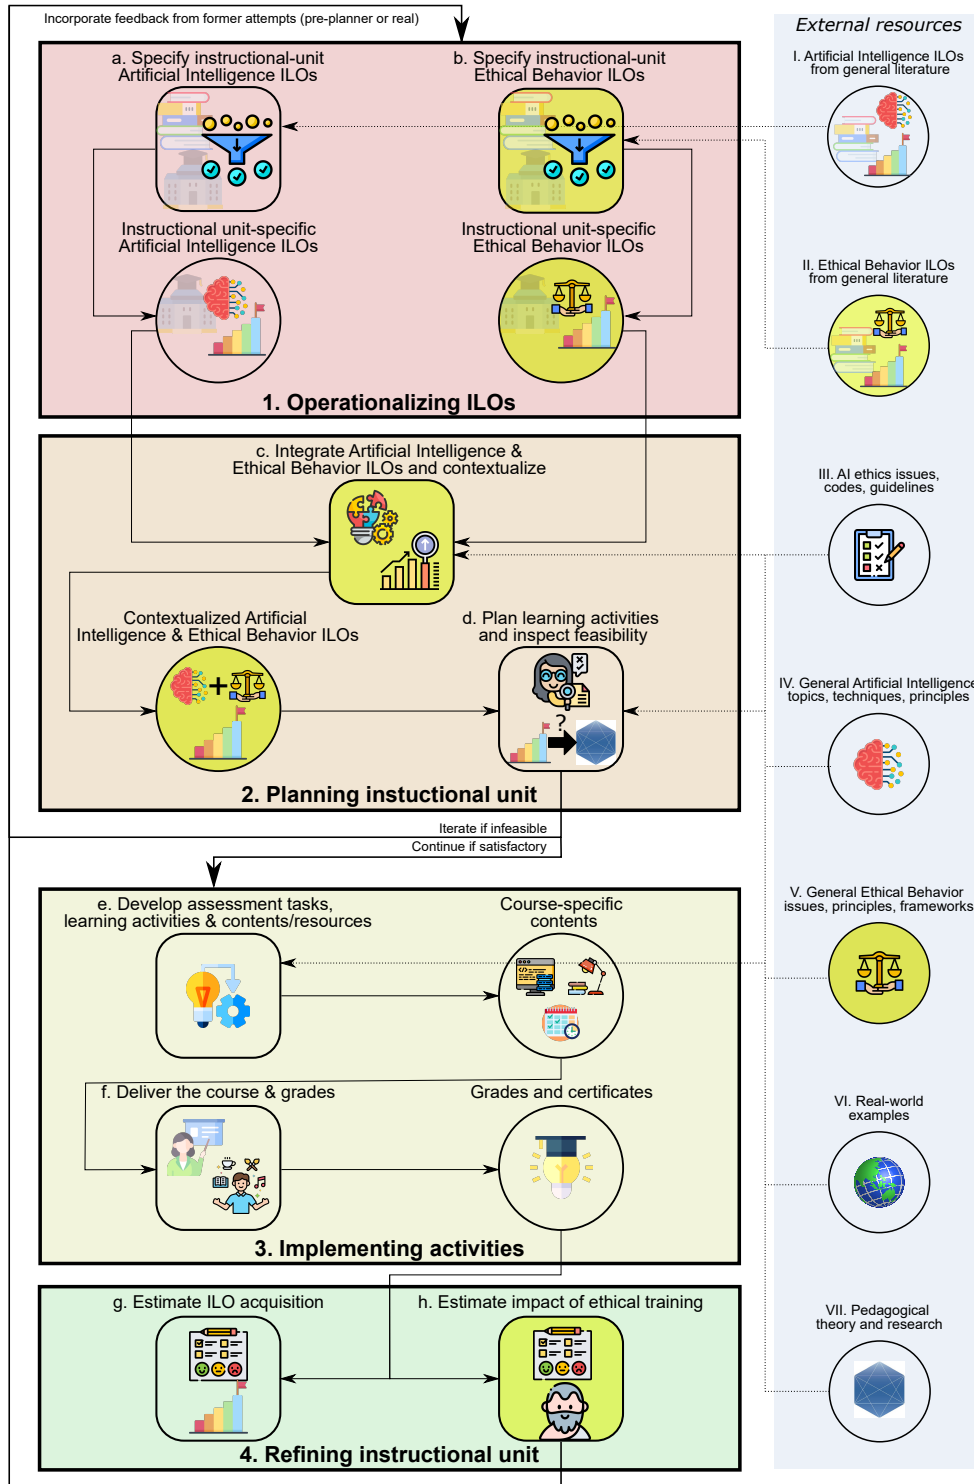 Incorporate feedback from former attempts (pre-planner or real)
a. Specify instructional-unit
Artificial Intelligence ILOs
b. Specify instructional-unit
Ethical Behavior ILOs
Instructional unit-specific
Artificial Intelligence ILOs
Instructional unit-specific
Ethical Behavior ILOs
1. Operationalizing ILOs
c. Integrate Artificial Intelligence &
Ethical Behavior ILOs and contextualize
Contextualized Artificial
Intelligence & Ethical Behavior ILOs
d. Plan learning activities
and inspect feasibility
+
?
2. Planning instuctional unit
Iterate if infeasible
Continue if satisfactory
e. Develop assessment tasks,
learning activities & contents/resources
Course-specific
contents
f. Deliver the course & grades
Grades and certificates
3. Implementing activities
g. Estimate ILO acquisition
h. Estimate impact of ethical training
4. Refining instructional unit
External resources
I. Artificial Intelligence ILOs
from general literature
II. Ethical Behavior ILOs
from general literature
III. AI ethics issues,
codes, guidelines
IV. General Artificial Intelligence
topics, techniques, principles
V. General Ethical Behavior
issues, principles, frameworks
VI. Real-world
examples
VII. Pedagogical
theory and research